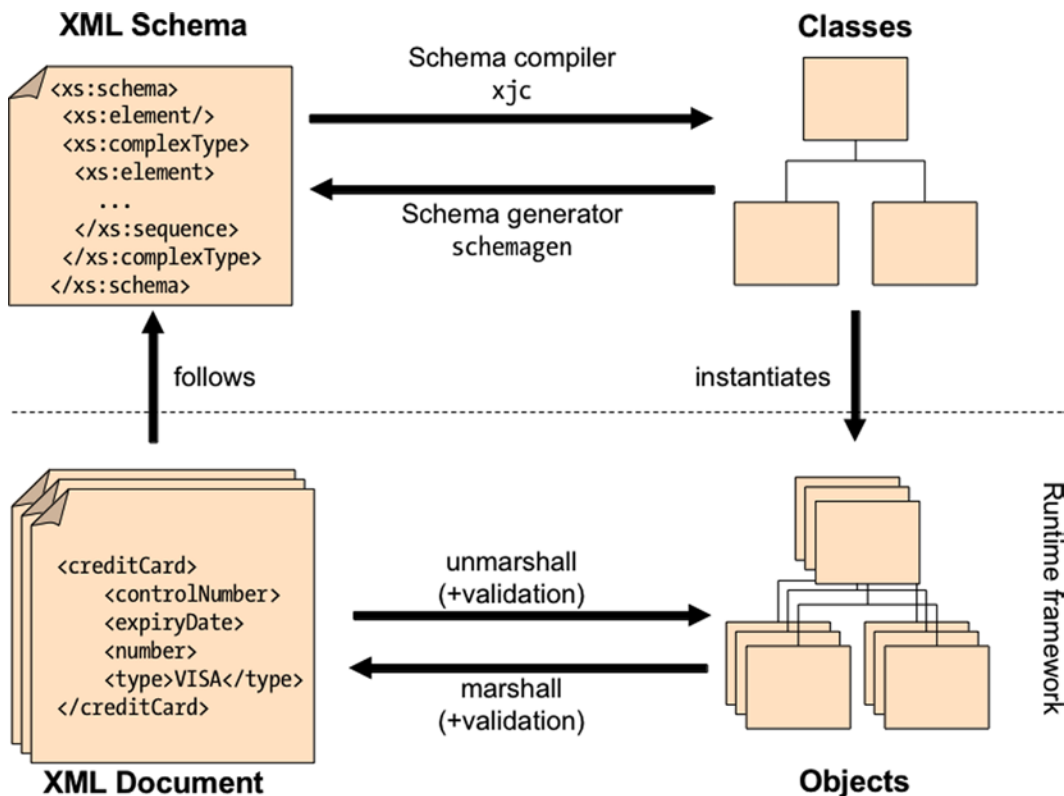 XML Schema
<xs:schema>
<xs:element/>
<xs:complexType>
<xs:element>
...
</xs:sequence>
</xs:complexType>
</xs:schema>
Schema compiler
xjc
Schema generator
schemagen
Classes
follows
instantiates
<creditCard>
<controlNumber>
<expiryDate>
<number>
<type>VISA</type>
</creditCard>
XML Document
unmarshall
(+validation)
marshall
(+validation)
Objects
Runtime framework